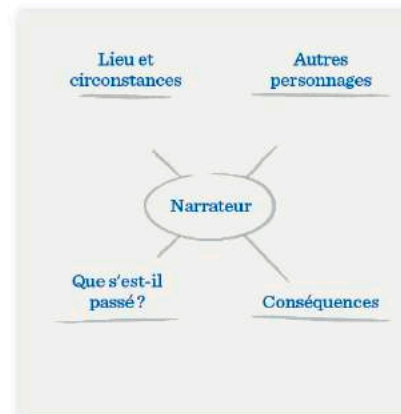 Lieu et
circonstances
Autres
personnages
Narrateur
Que s'est-il
passé ?
Conséquences